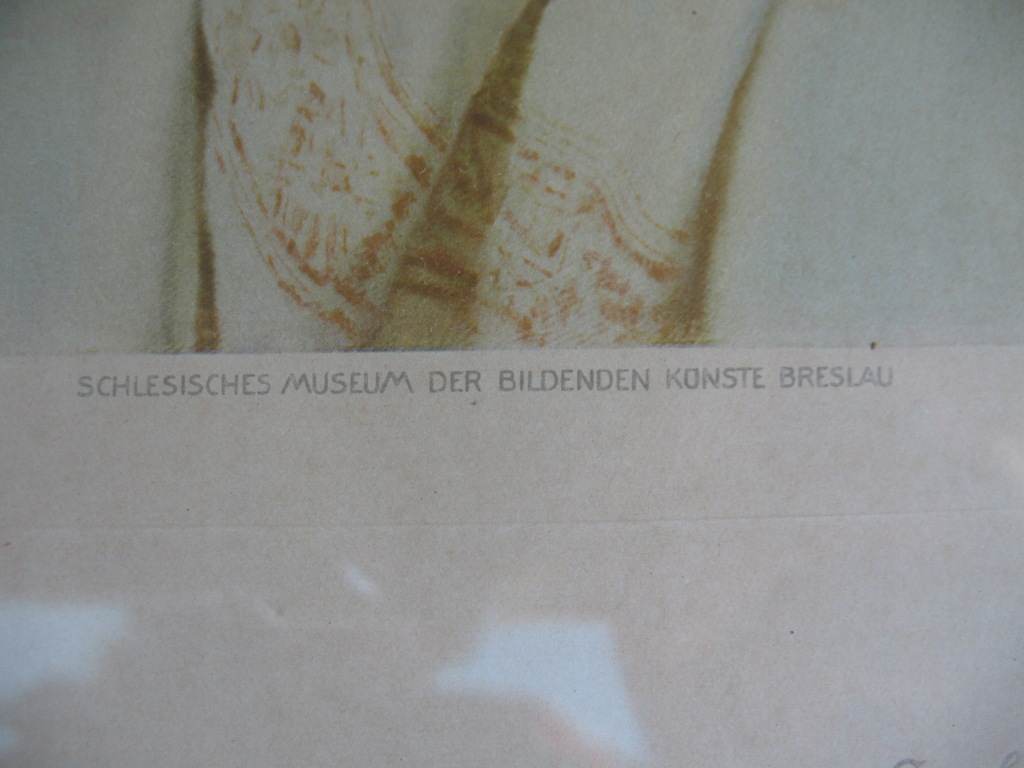 SCHLESISCHES MUSEUM DER BILDENDEN KÜNSTE BRESLAU